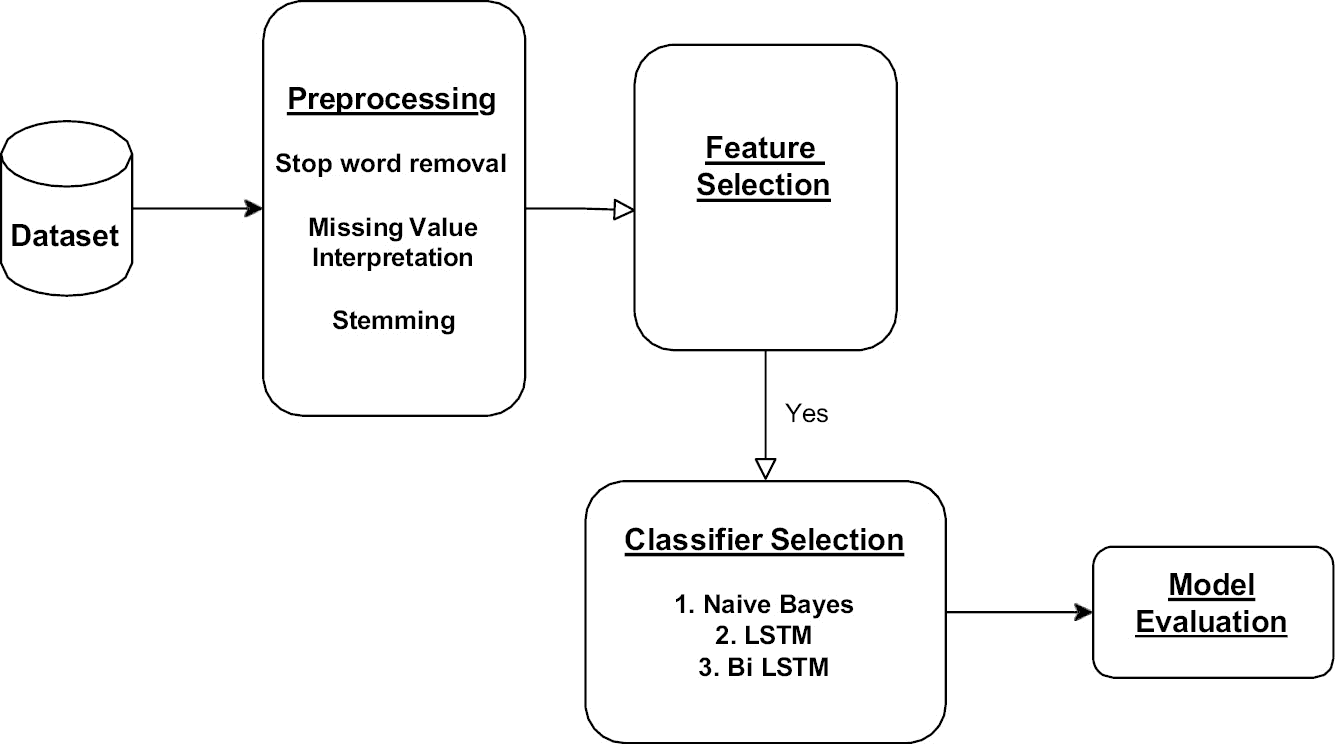 Dataset
Preprocessing
Stop word removal
Missing Value
Interpretation
Stemming
Feature
Selection
Yes
Classifier Selection
1. Naive Bayes
2. LSTM
3. Bi LSTM
Model
Evaluation